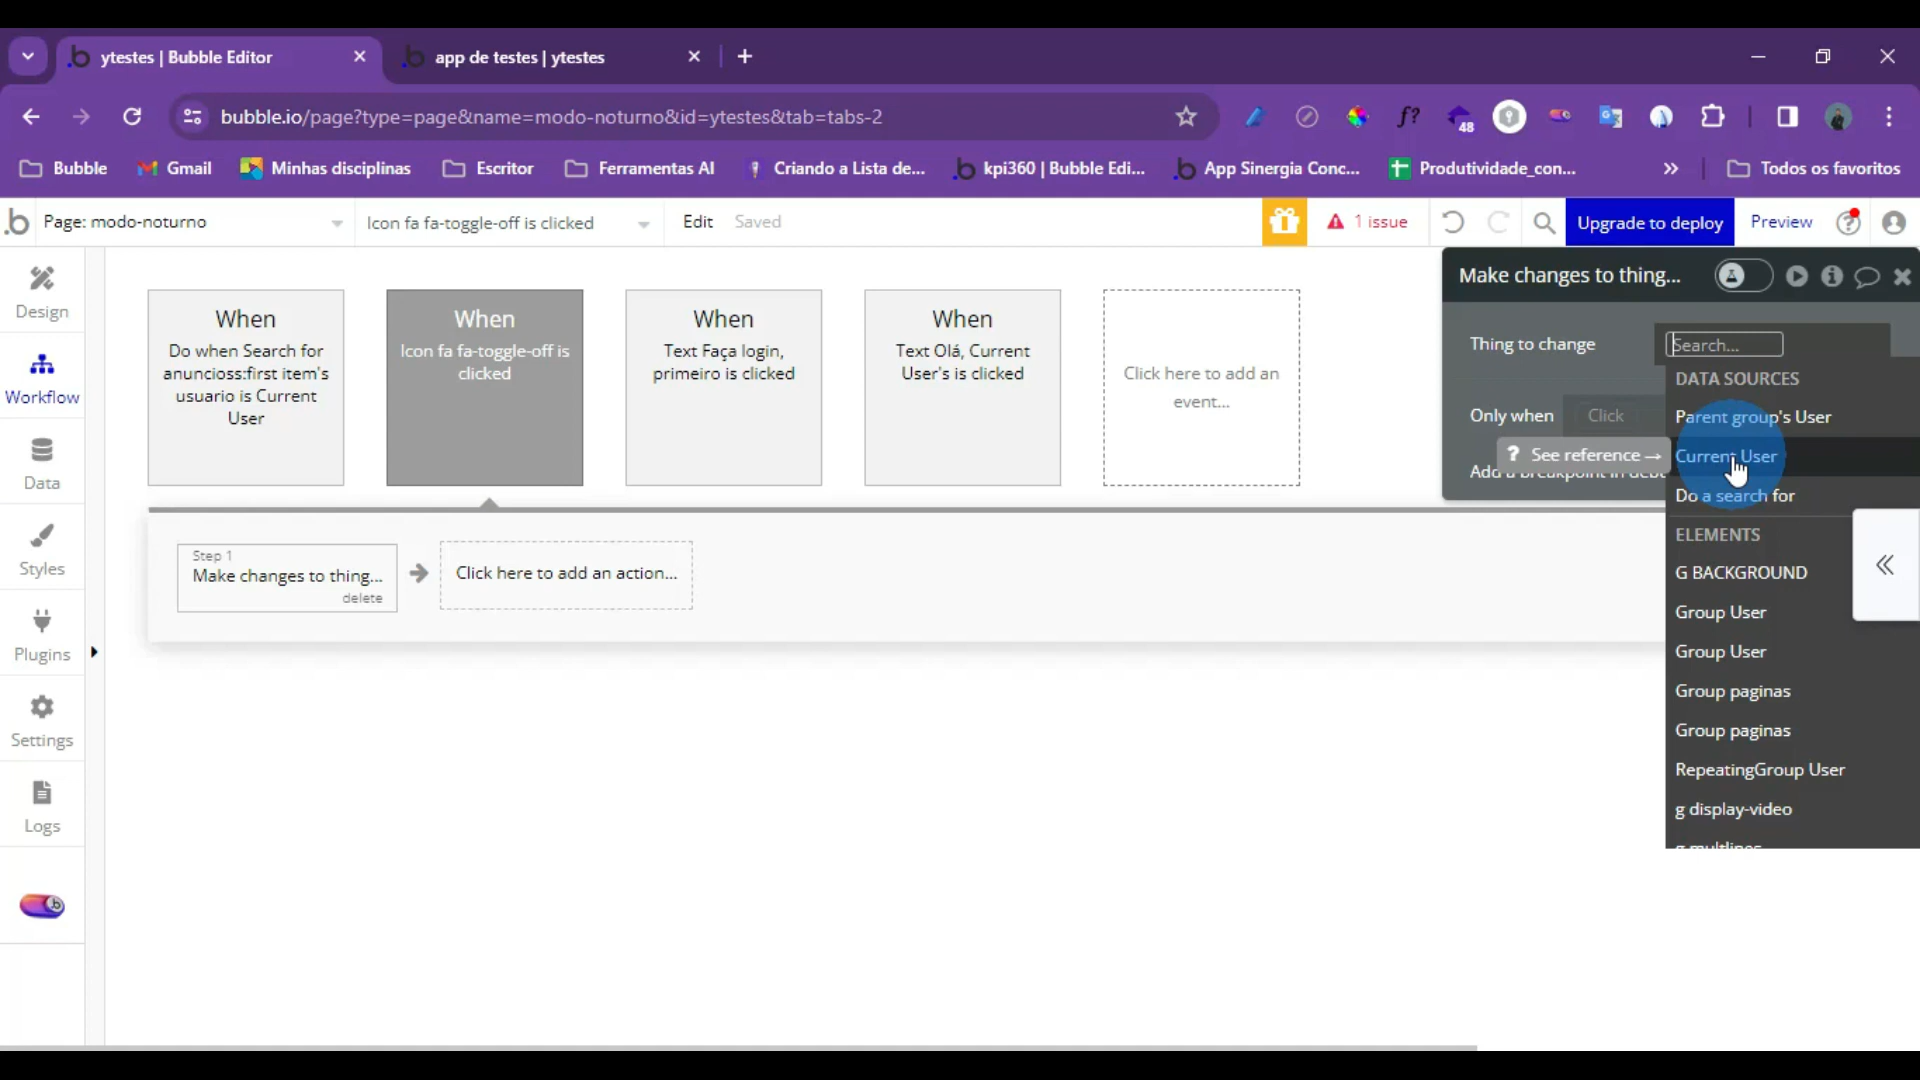 ytestes | Bubble Editor
app de testes | ytestes
bubble.io/page?type=page&name=modo-noturno&id=ytestes&tab=tabs-2
f?
48
Bubble
Gmail
Minhas disciplinas
Escritor
Ferramentas AI
Criando a Lista de...
kpi360 | Bubble Edi...
App Sinergia Conc...
Produtividade_con...
Todos os favoritos
Page: modo-noturno
Icon fa fa-toggle-off is clicked
Edit
Saved
1 issue
Upgrade to deploy
Preview
Design
Workflow
Data
Styles
Plugins
Settings
Logs
When
Do when Search for
anuncioss:first item's
usuario is Current
User
When
Icon fa fa-toggle-off is
clicked
When
Text Faça login,
primeiro is clicked
When
Text Olá, Current
User's is clicked
Click here to add an
event...
Step 1
Make changes to thing...
delete
Click here to add an action...
Make changes to thing...
Thing to change
Search...
Only when
Click
? See reference →
Add a breakpoint in deb
DATA SOURCES
Parent group's User
Current User
Do a search for
ELEMENTS
G BACKGROUND
Group User
Group User
Group paginas
Group paginas
RepeatingGroup User
g display-video
g multlines